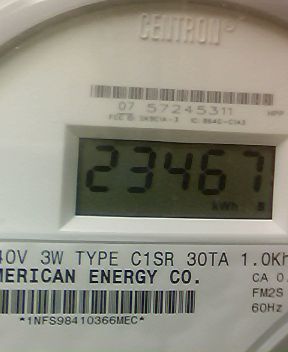 CENTRON
07 57245311
23467
kWh
40V 3W TYPE C1SR 30TA 1.0Kh
MERICAN ENERGY CO.
CA 0.
FM2S
60Hz
*1NFS98410366MEC*